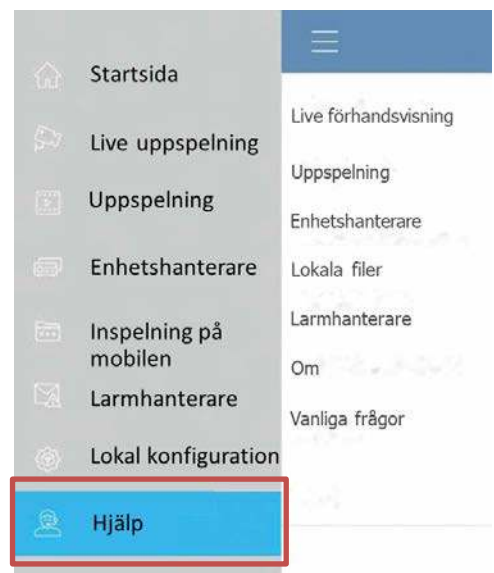 Startsida
Live uppspelning
Uppspelning
Enhetshanterare
Inspelning på
mobilen
Larmhanterare
Lokal konfiguration
Hjälp
Live förhandsvisning
Uppspelning
Enhetshanterare
Lokala filer
Larmhanterare
Om
Vanliga frågor